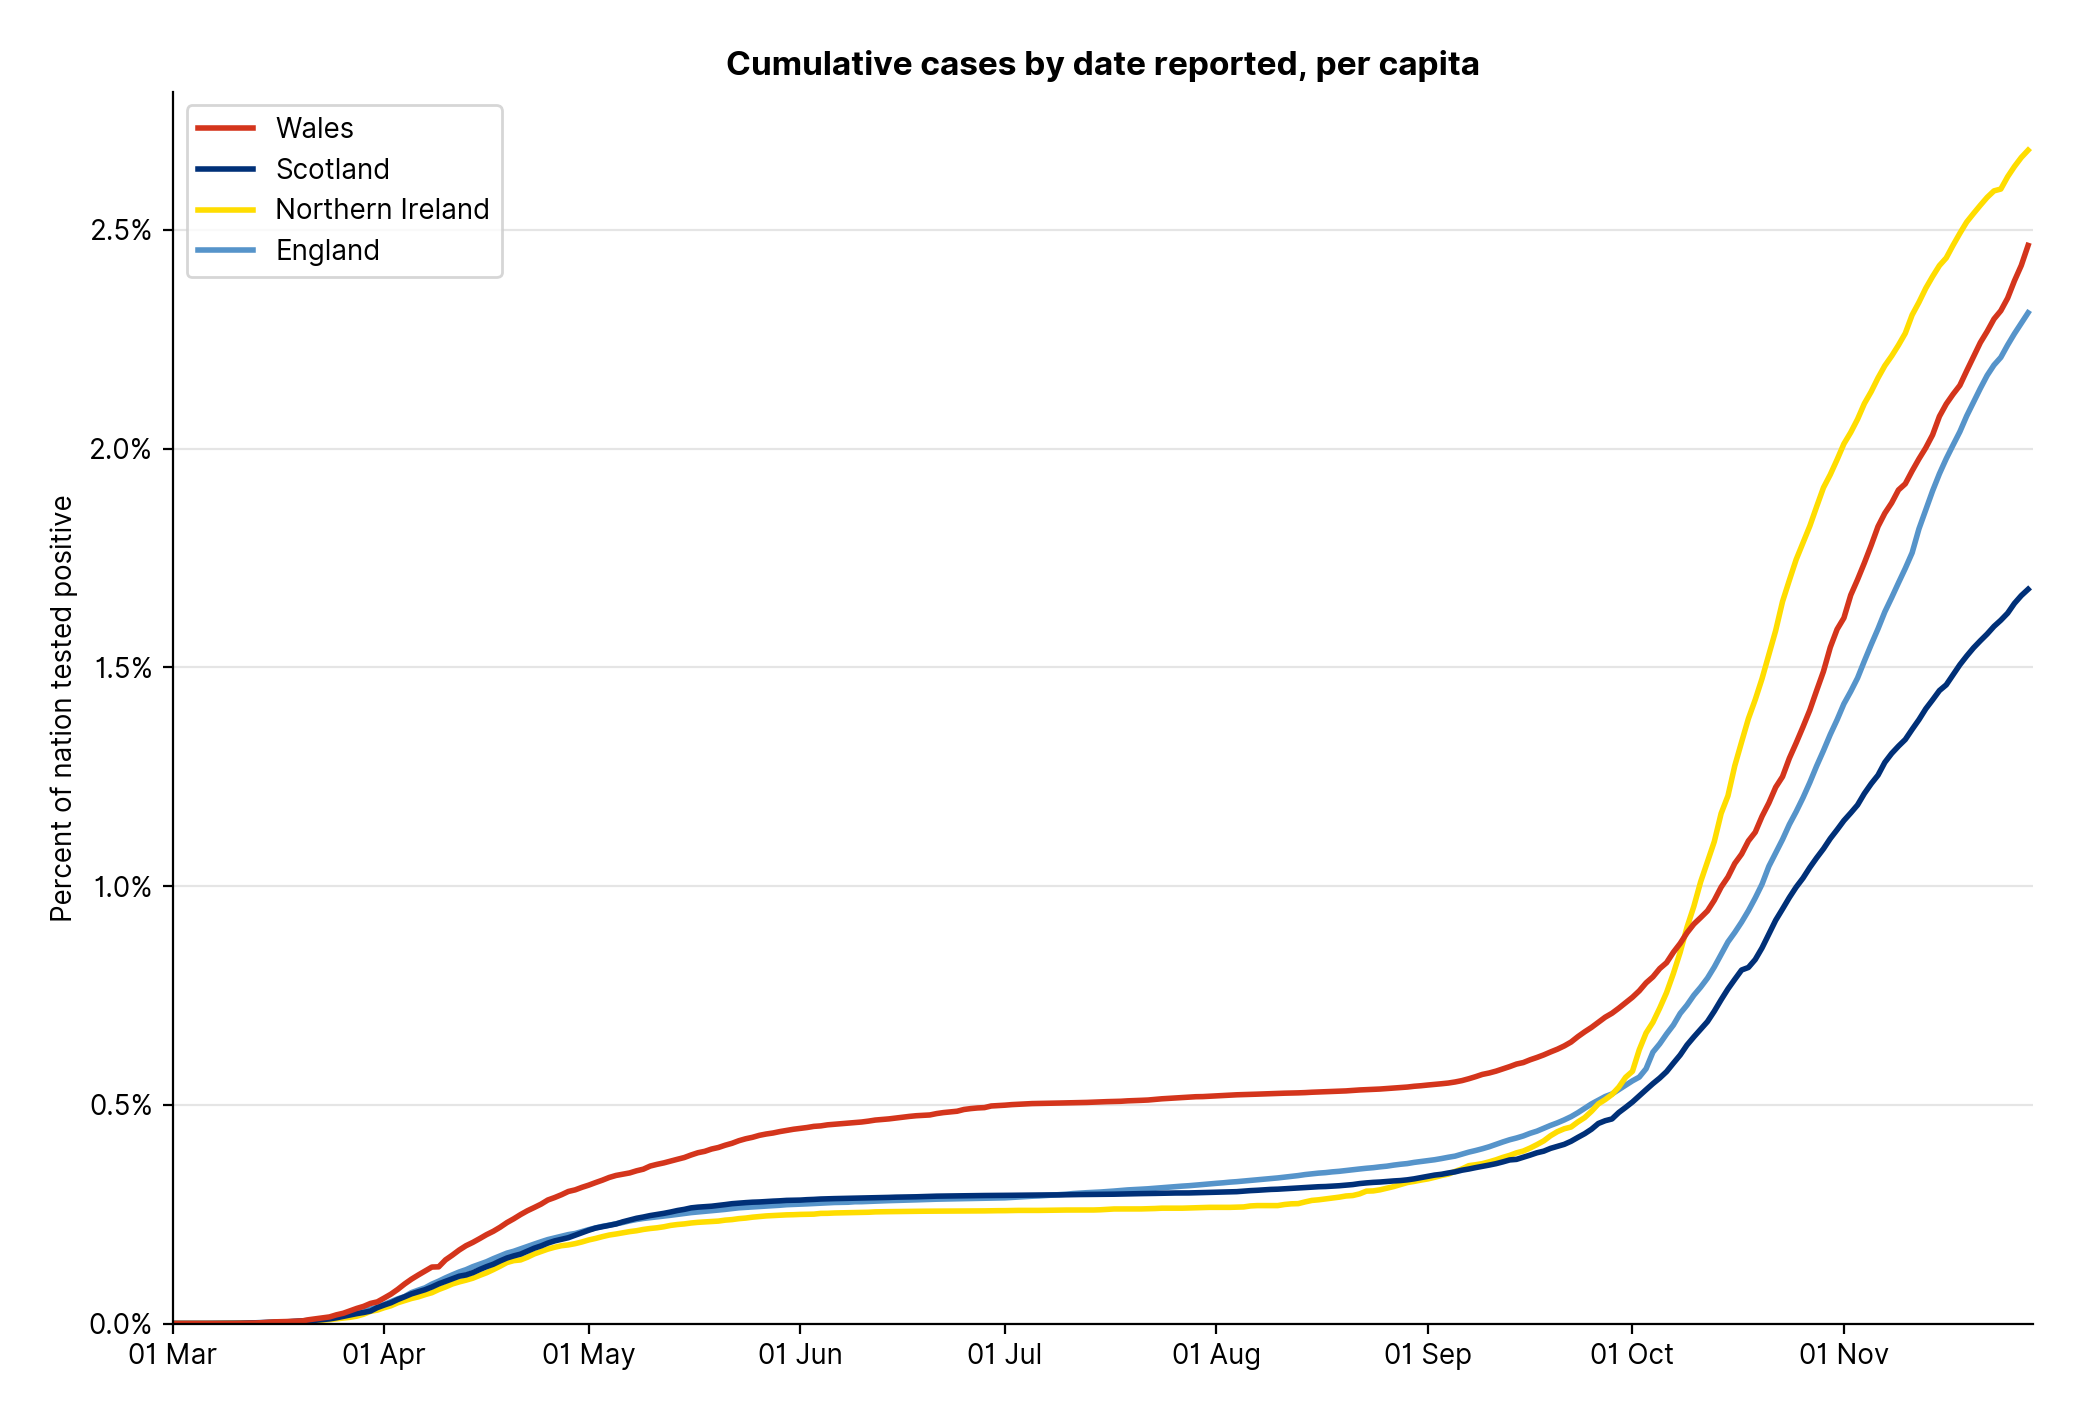 Cumulative cases by date reported, per capita
Wales
Scotland
Northern Ireland
England
Percent of nation tested positive
2.5%
2.0%
1.5%
1.0%
0.5%
0.0%
01 Mar 01 Apr 01 May 01 Jun 01 Jul 01 Aug 01 Sep 01 Oct 01 Nov